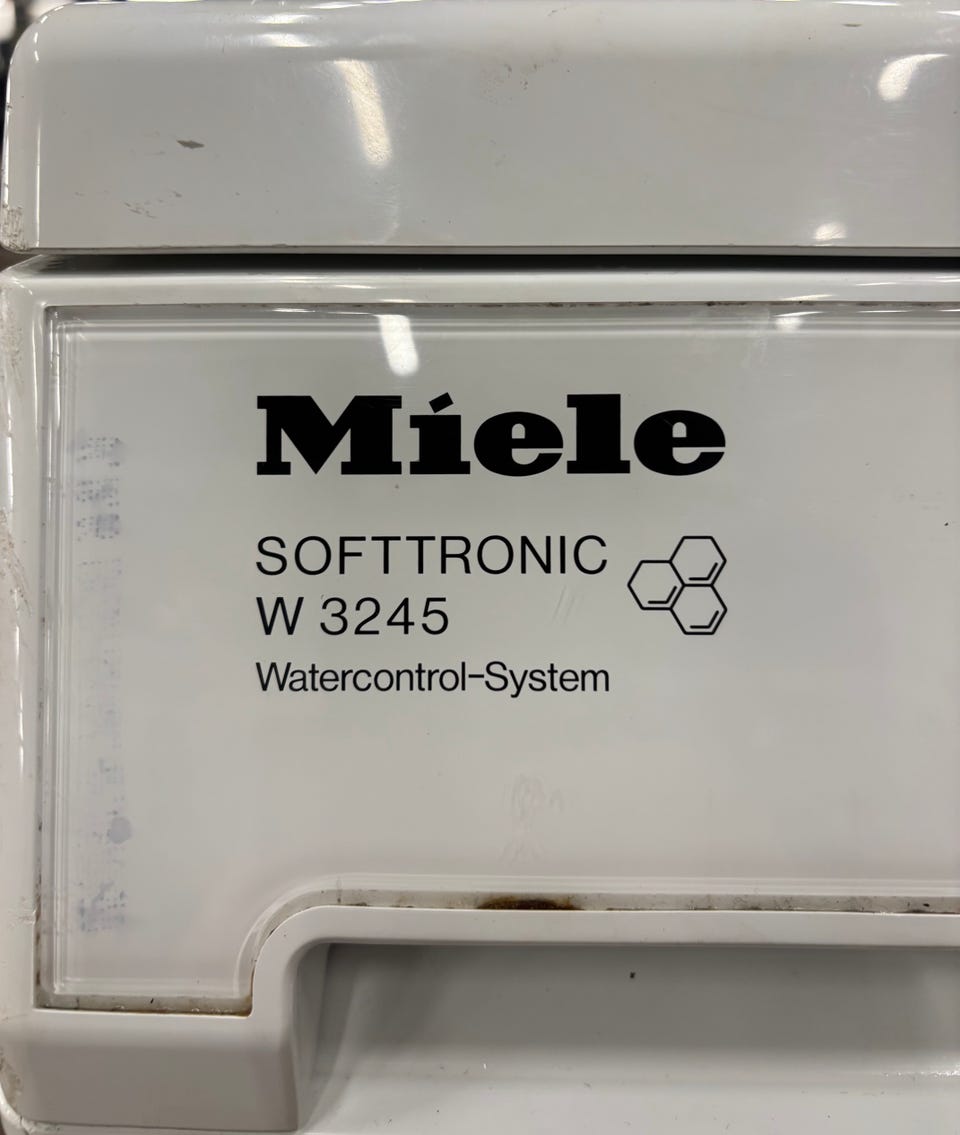 Miele
SOFTTRONIC
W 3245
Watercontrol-System